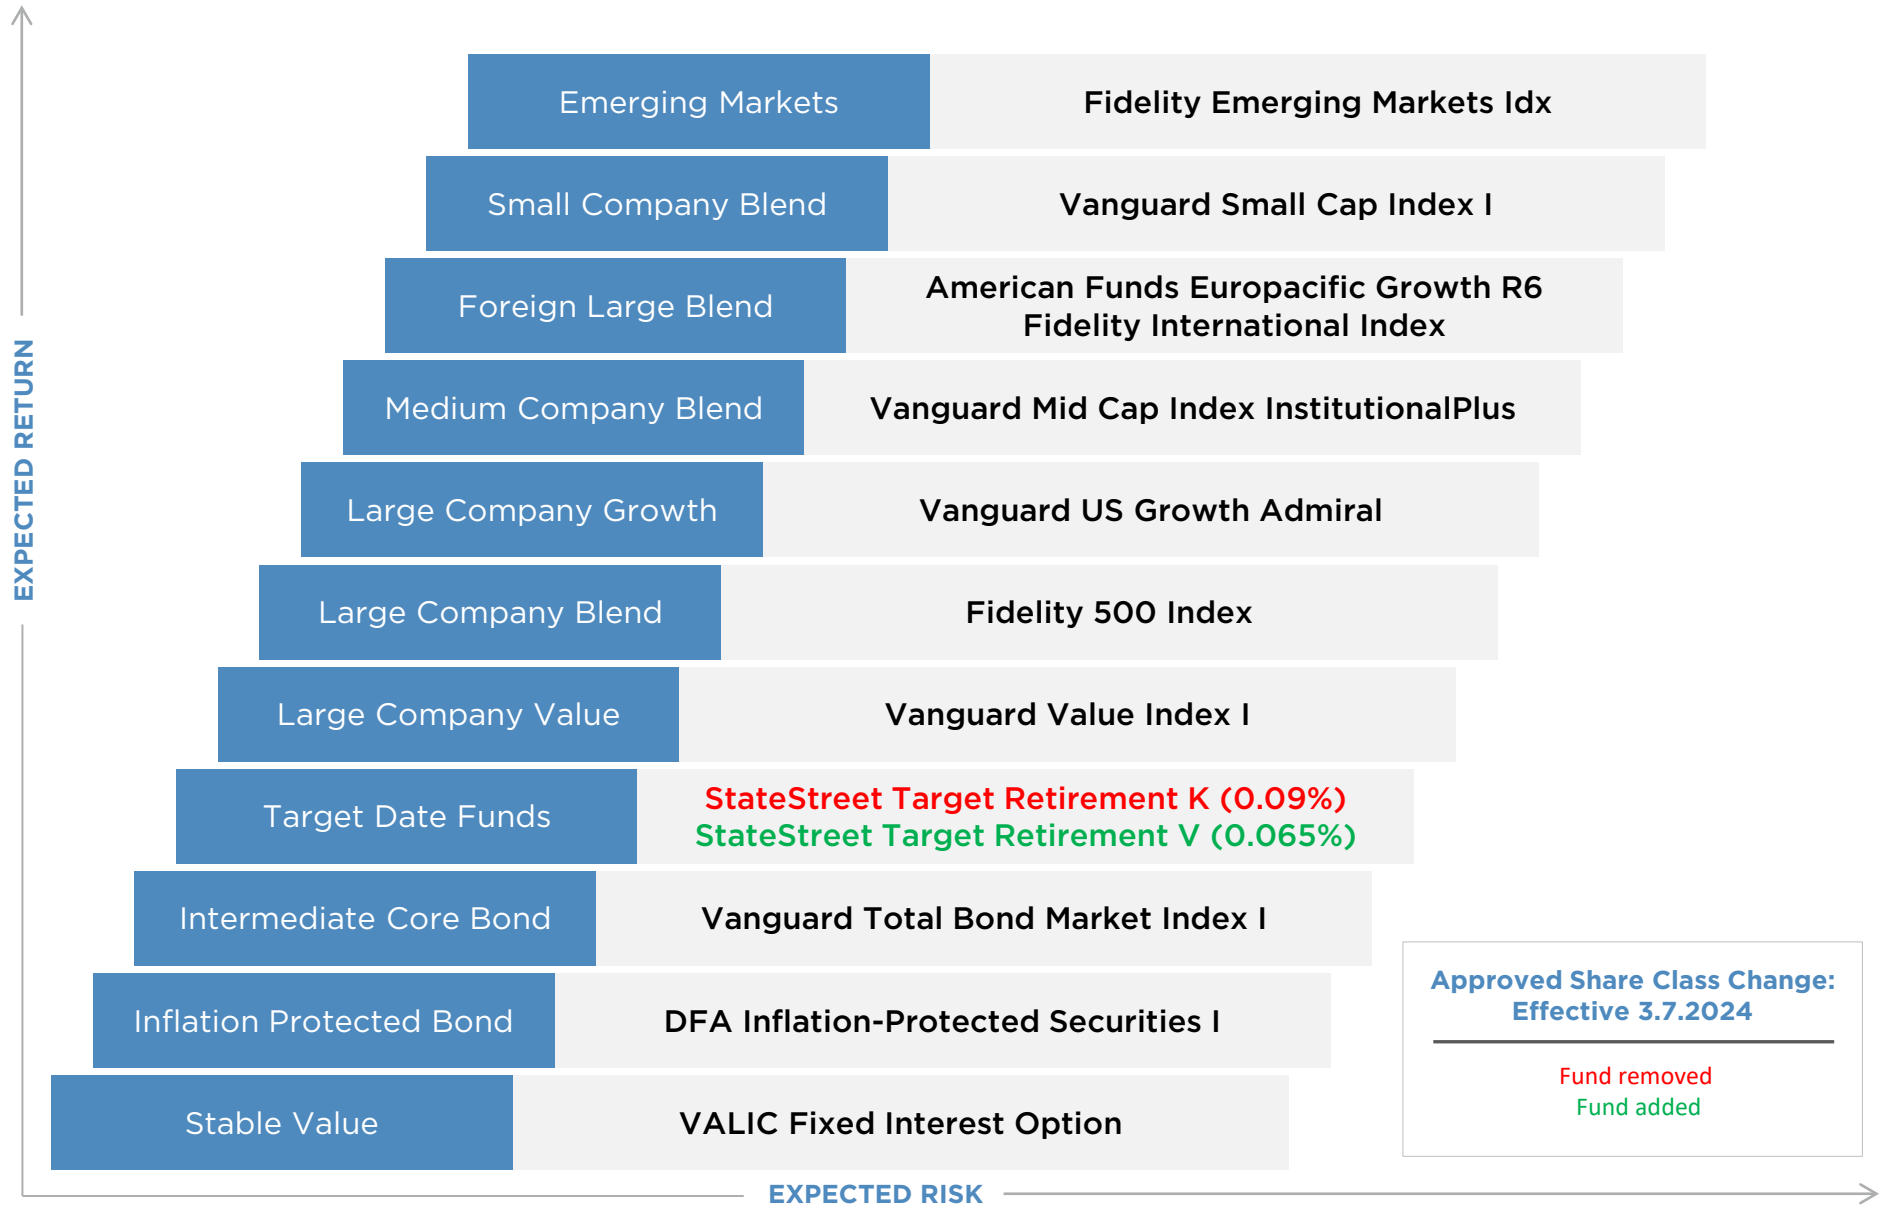 Emerging Markets
Fidelity Emerging Markets Idx
Small Company Blend
Vanguard Small Cap Index I
Foreign Large Blend
American Funds Europacific Growth R6
Fidelity International Index
Medium Company Blend
Vanguard Mid Cap Index InstitutionalPlus
Large Company Growth
Vanguard US Growth Admiral
Large Company Blend
Fidelity 500 Index
Large Company Value
Vanguard Value Index I
Target Date Funds
StateStreet Target Retirement K (0.09%)
StateStreet Target Retirement V (0.065%)
Intermediate Core Bond
Vanguard Total Bond Market Index I
Inflation Protected Bond
DFA Inflation-Protected Securities I
Stable Value
VALIC Fixed Interest Option
EXPECTED RETURN
EXPECTED RISK
Approved Share Class Change:
Effective 3.7.2024
Fund removed
Fund added